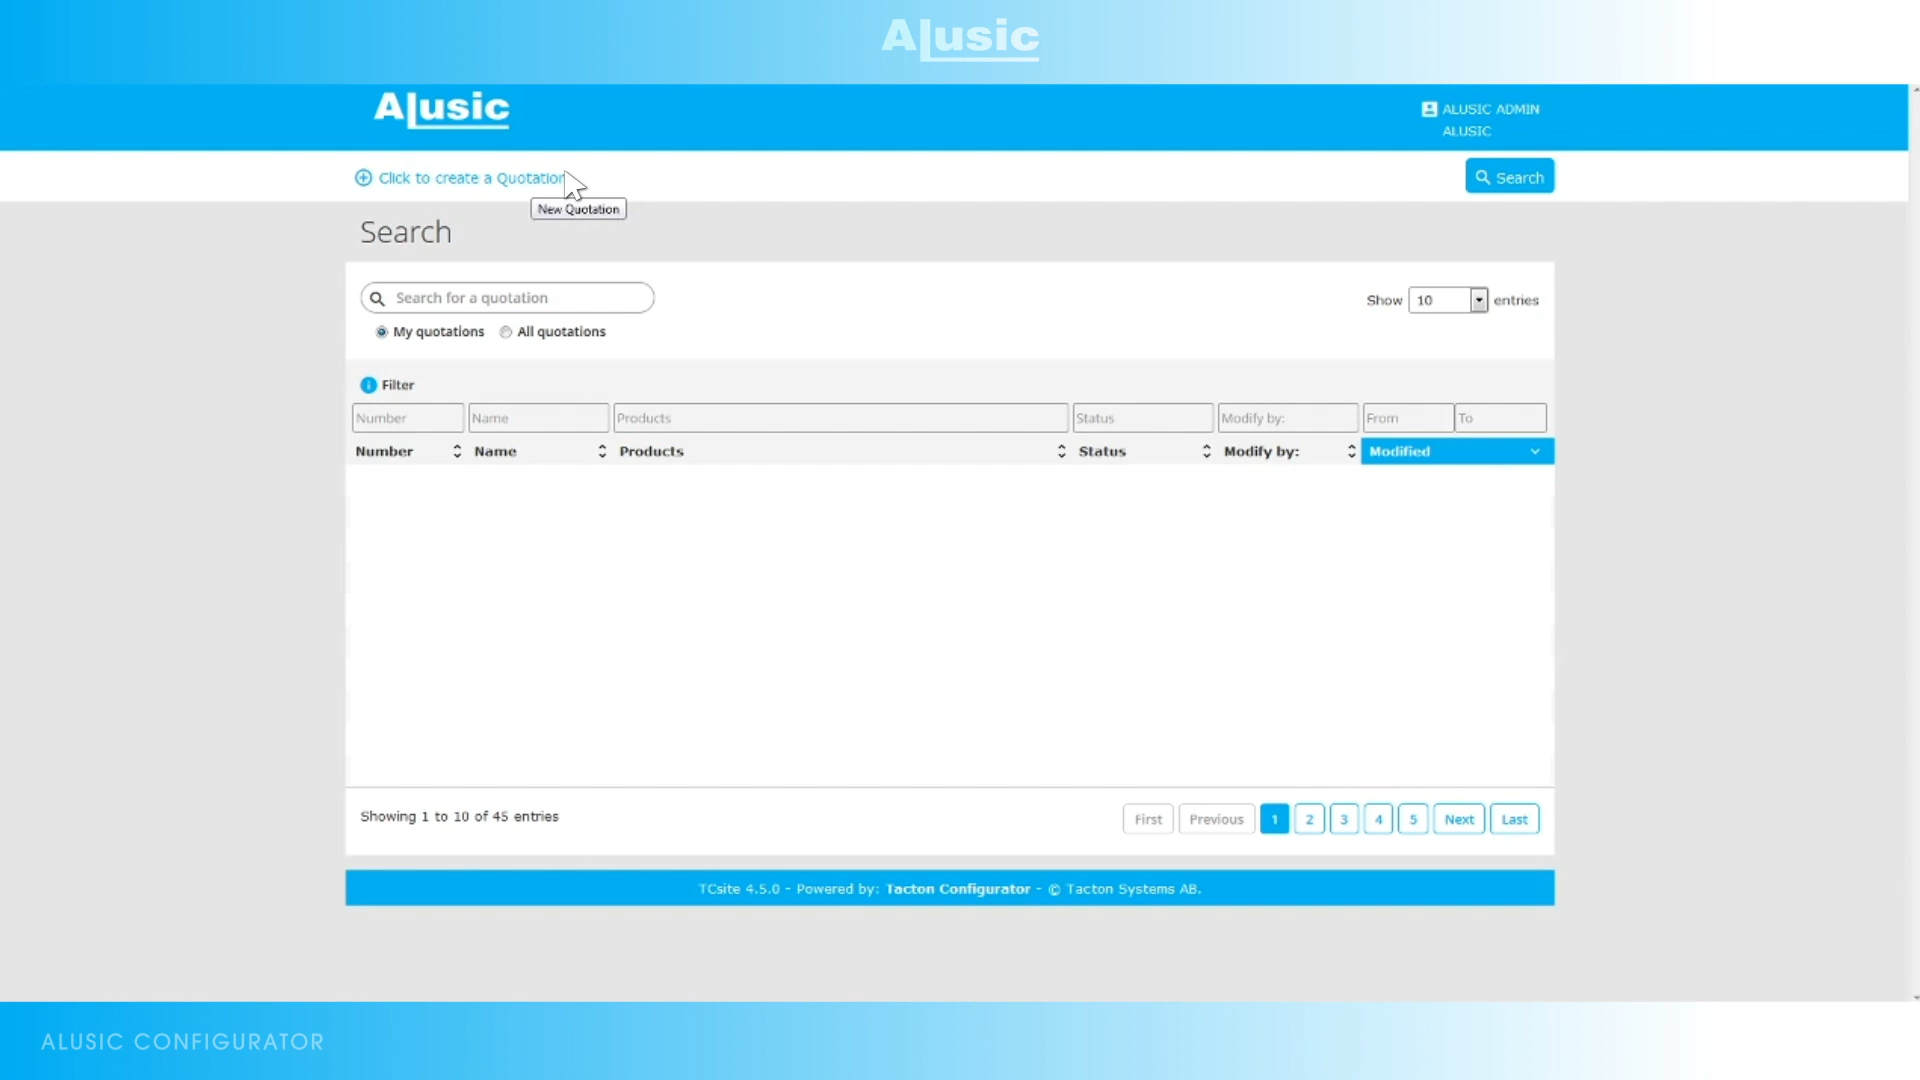 Alusic
Alusic
ALUSIC ADMIN
ALUSIC
Click to create a Quotation
Search
New Quotation
Search
Search for a quotation
Show 10 entries
My quotations All quotations
Filter
Number Name Products Status Modify by: From To
Number Name Products Status Modify by: Modified
Showing 1 to 10 of 45 entries
First Previous 1 2 3 4 5 Next Last
TCsite 4.5.0 - Powered by: Tacton Configurator - © Tacton Systems AB.
ALUSIC CONFIGURATOR